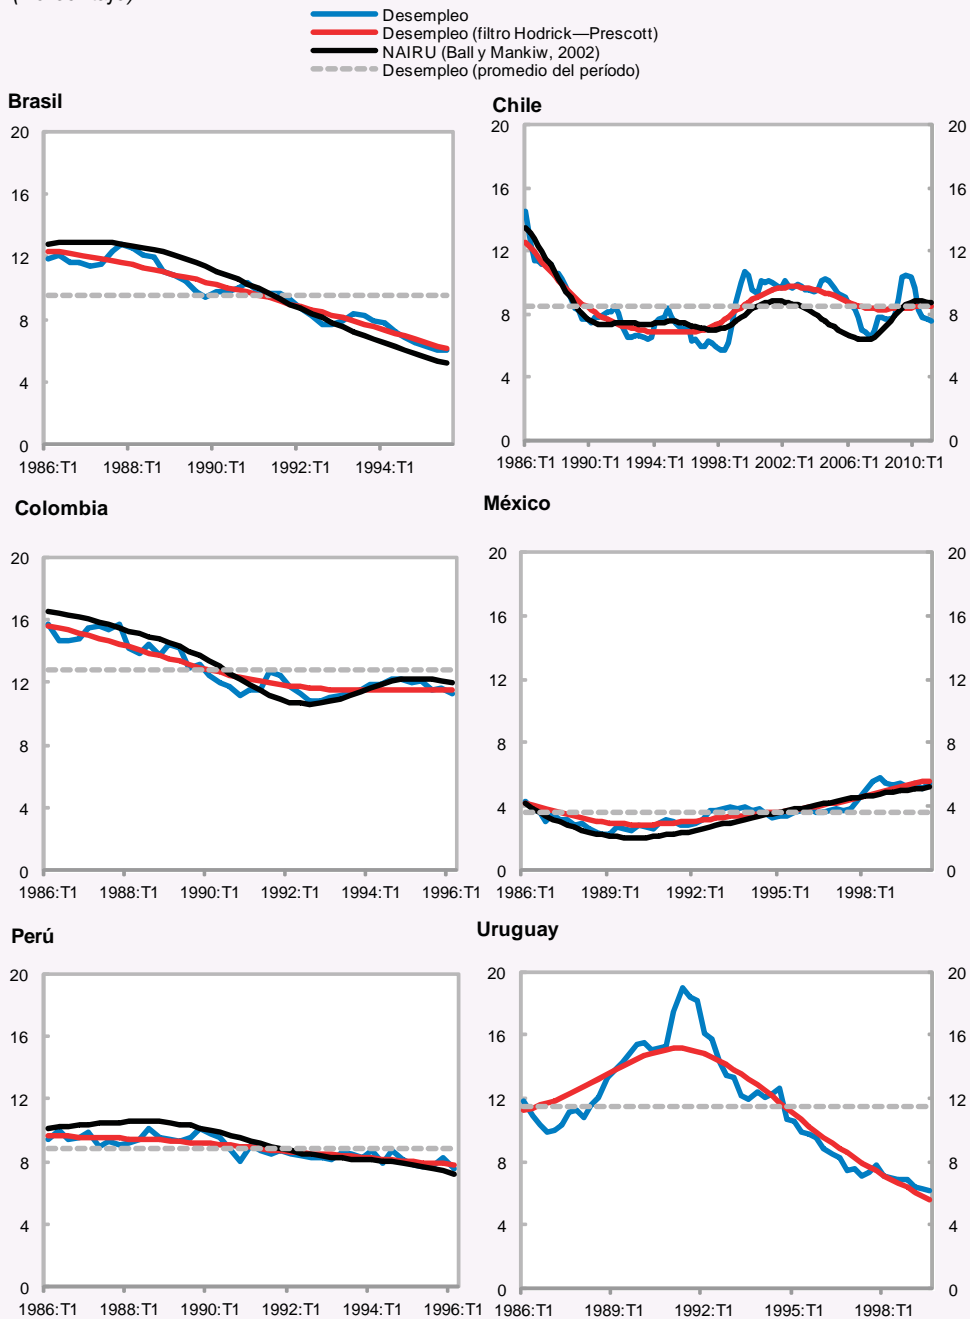 Desempleo
Desempleo (filtro Hodrick—Prescott)
NAIRU (Ball y Mankiw, 2002)
Desempleo (promedio del período)
Brasil
20
16
12
8
4
0
1986:T1 1988:T1 1990:T1 1992:T1 1994:T1
Chile
20 20
16 16
12 12
8 8
4 4
0 0
1986:T1 1990:T1 1994:T1 1998:T1 2002:T1 2006:T1 2010:T1
Colombia
20
16
12
8
4
0
1986:T1 1988:T1 1990:T1 1992:T1 1994:T1 1996:T1
México
20 20
16 16
12 12
8 8
4 4
0 0
1986:T1 1989:T1 1992:T1 1995:T1 1998:T1
Perú
20
16
12
8
4
0
1986:T1 1988:T1 1990:T1 1992:T1 1994:T1 1996:T1
Uruguay
20 20
16 16
12 12
8 8
4 4
0 0
1986:T1 1989:T1 1992:T1 1995:T1 1998:T1